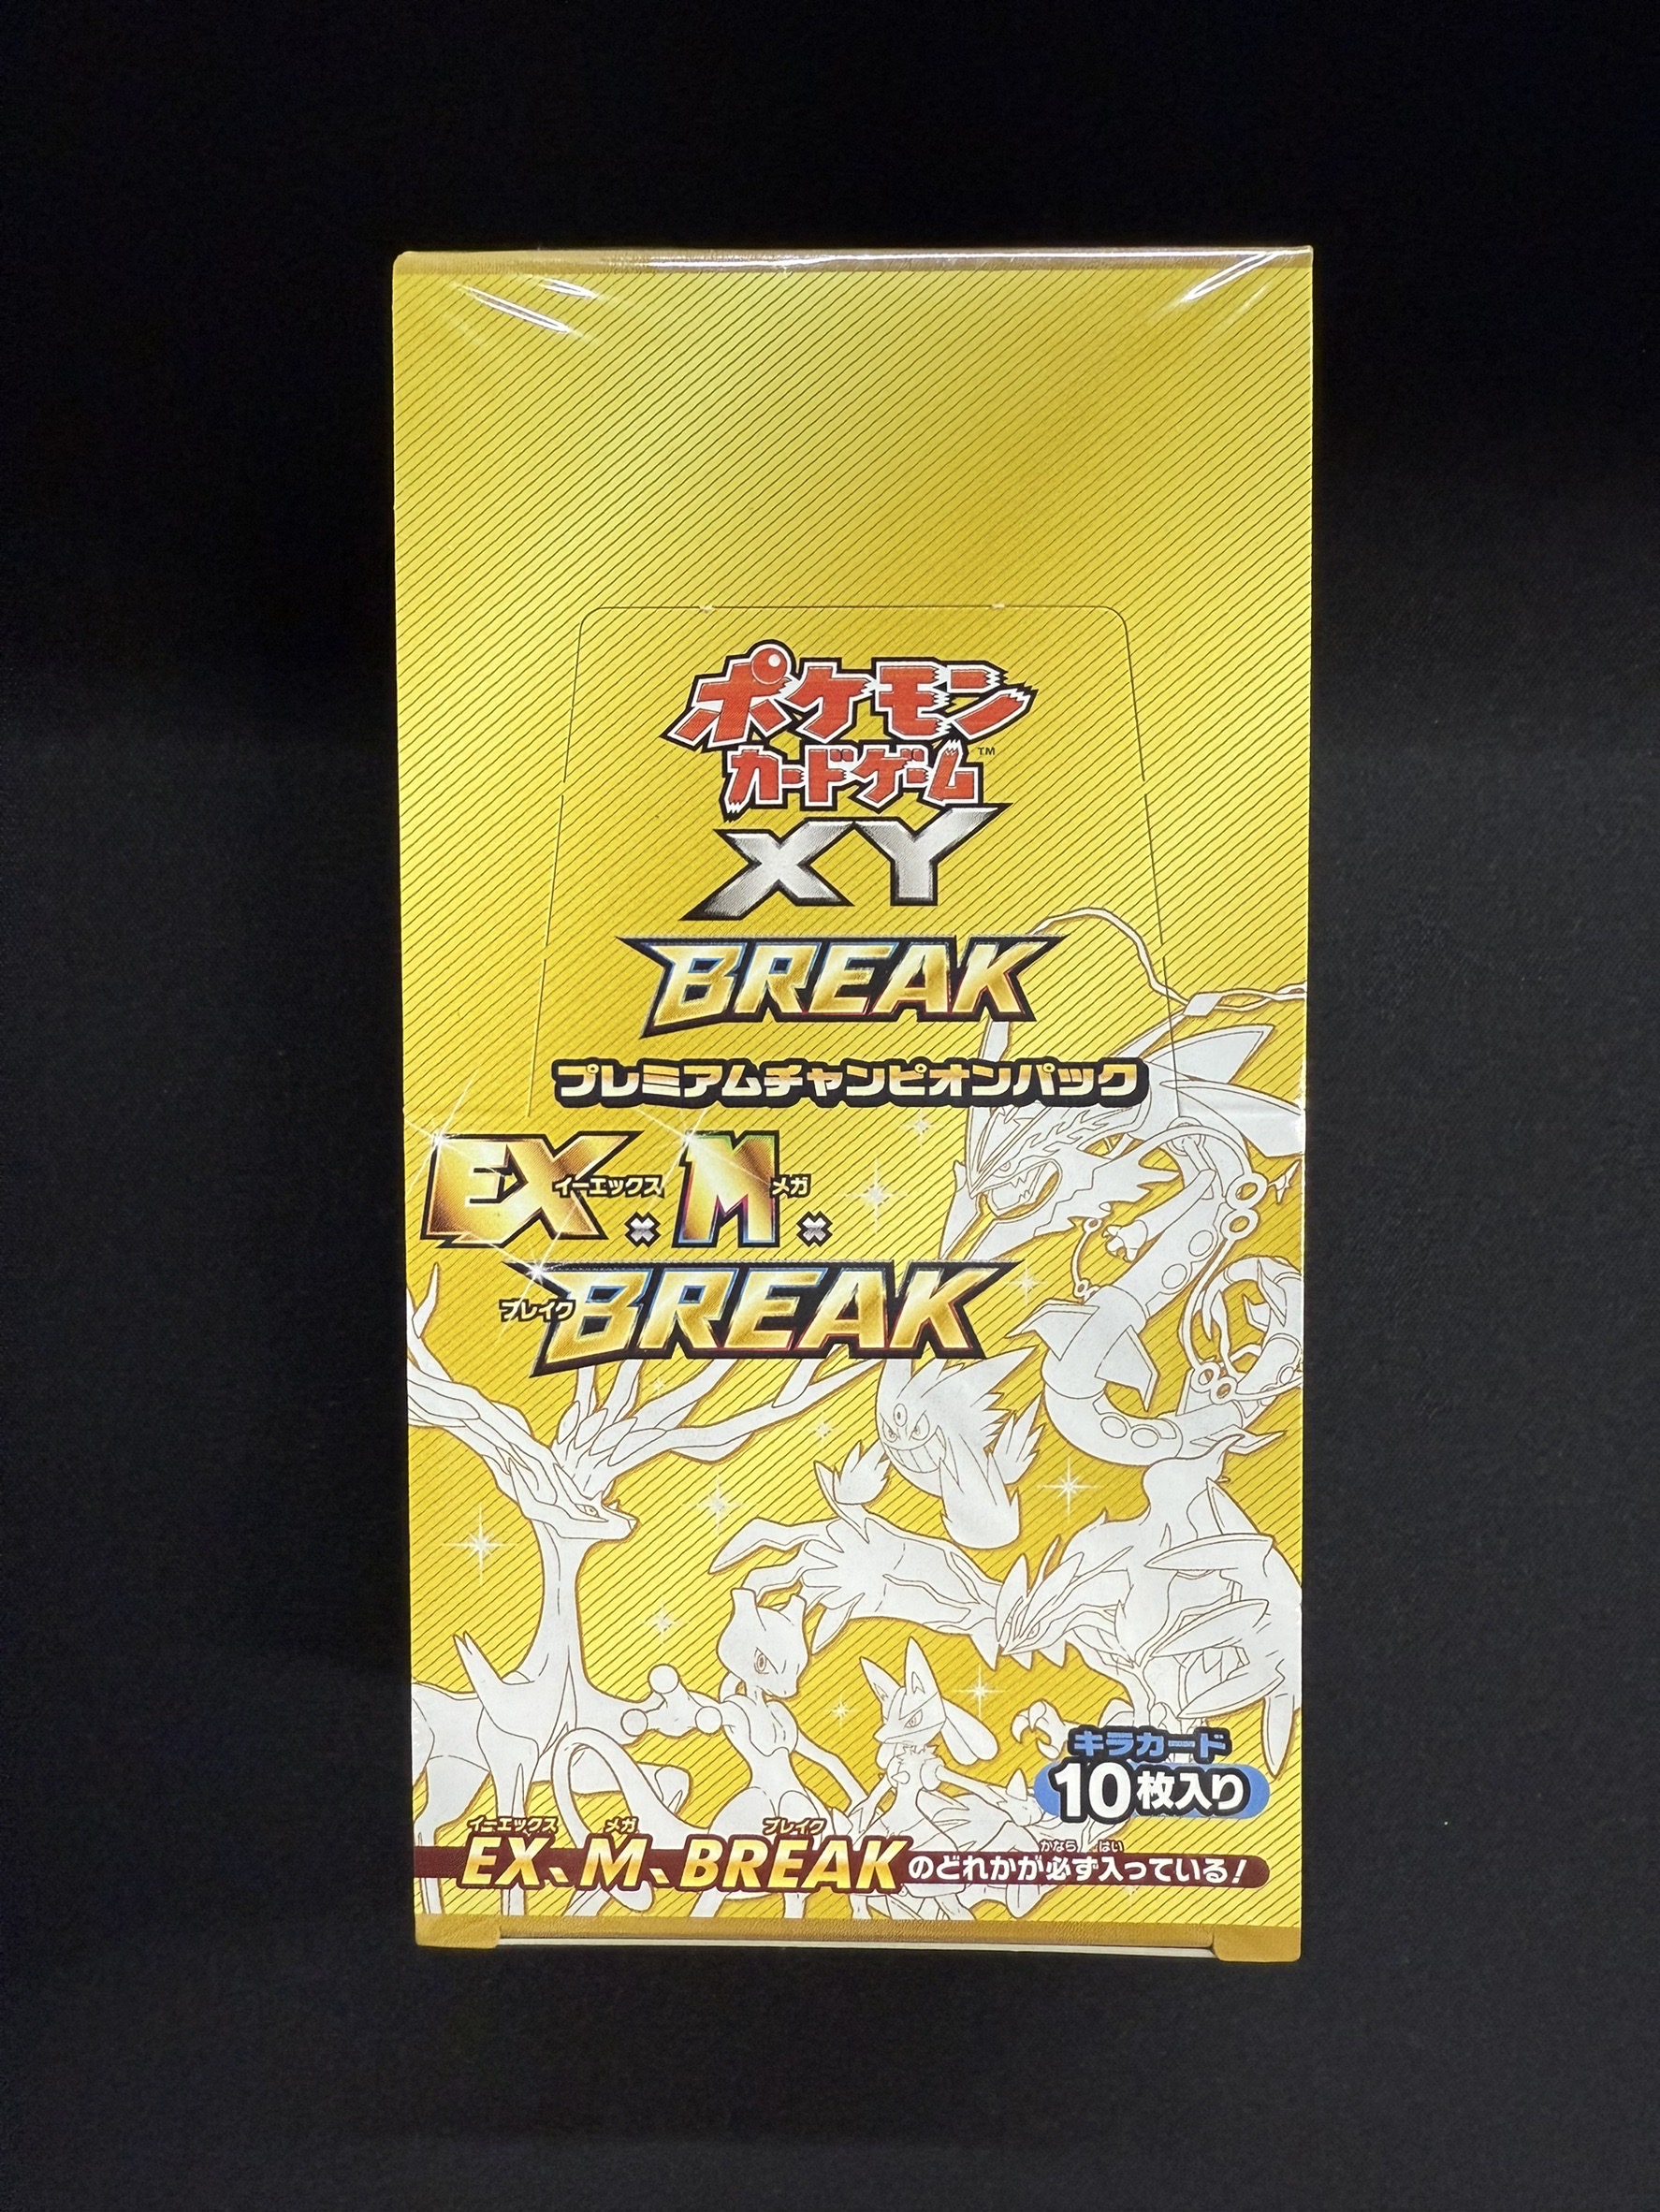 ポケモン
カードゲーム™
XY
BREAK
プレミアムチャンピオンパック
EX イーエックス × M メガ ×
ブレイク BREAK
キラカード
10枚入り
イーエックス メガ ブレイク かなら はい
EX、M、BREAKのどれかが必ず入っている!